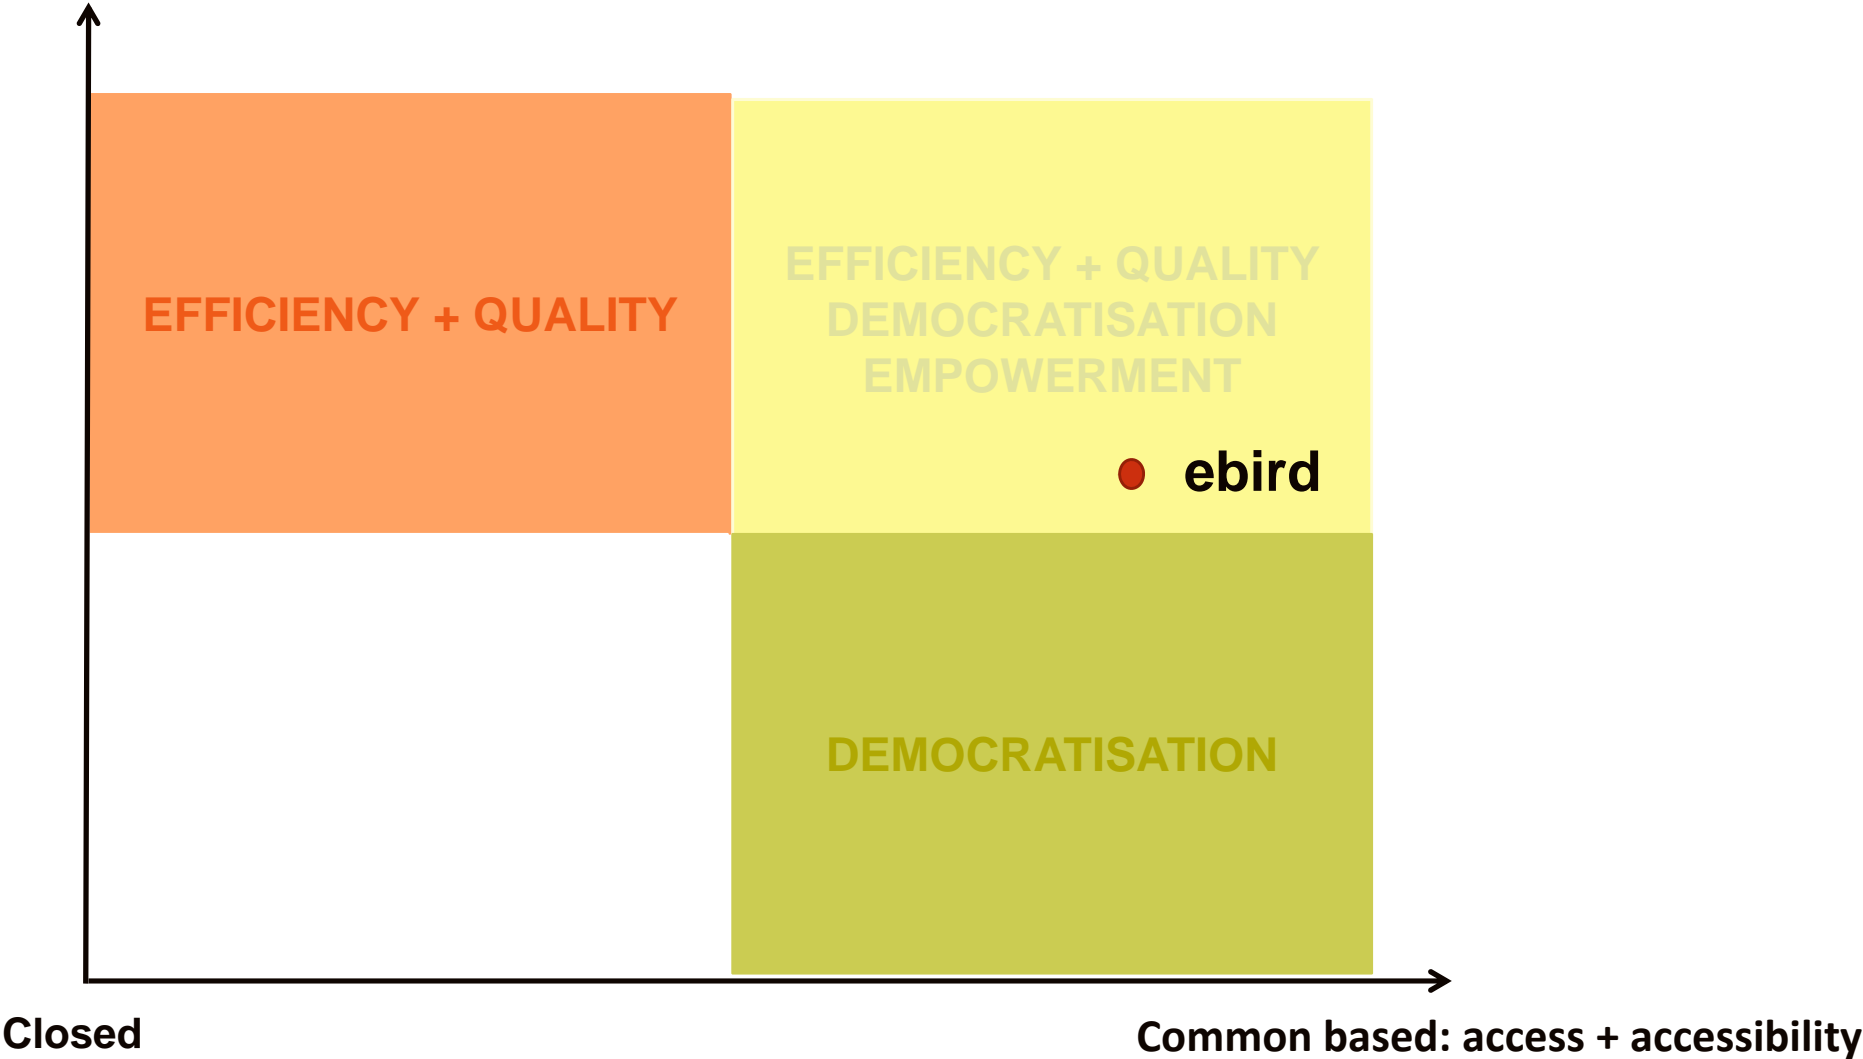 EFFICIENCY + QUALITY
EFFICIENCY + QUALITY
DEMOCRATISATION
EMPOWERMENT
ebird
DEMOCRATISATION
Closed
Common based: access + accessibility